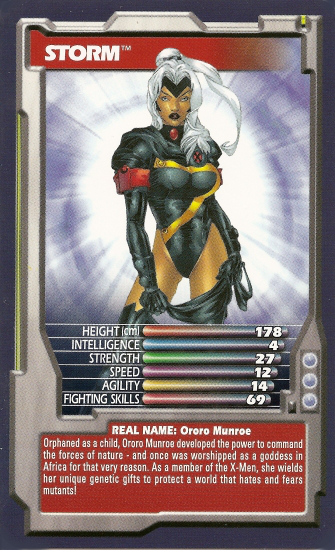 STORM™
HEIGHT (cm) 178
INTELLIGENCE 4
STRENGTH 27
SPEED 12
AGILITY 14
FIGHTING SKILLS 69
REAL NAME: Ororo Munroe
Orphaned as a child, Ororo Munroe developed the power to command
the forces of nature - and once was worshipped as a goddess in
Africa for that very reason. As a member of the X-Men, she wields
her unique genetic gifts to protect a world that hates and fears
mutants!